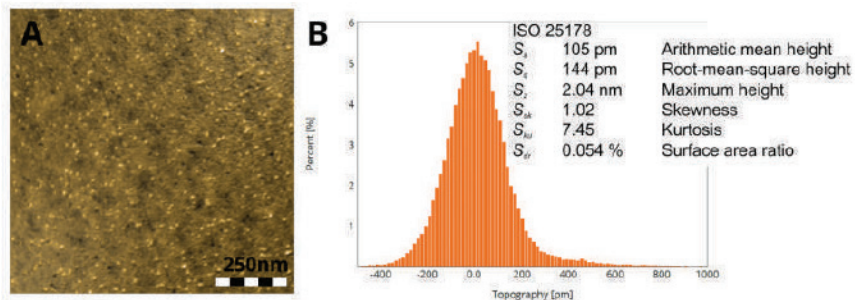 A
250nm
B
Percent [%]
6
5
4
3
2
1
-400 -200 0.0 200 400 600 800 1000
Topography [pm]
ISO 25178
Sa 105 pm Arithmetic mean height
Sq 144 pm Root-mean-square height
Sz 2.04 nm Maximum height
Ssk 1.02 Skewness
Sku 7.45 Kurtosis
Sdr 0.054 % Surface area ratio